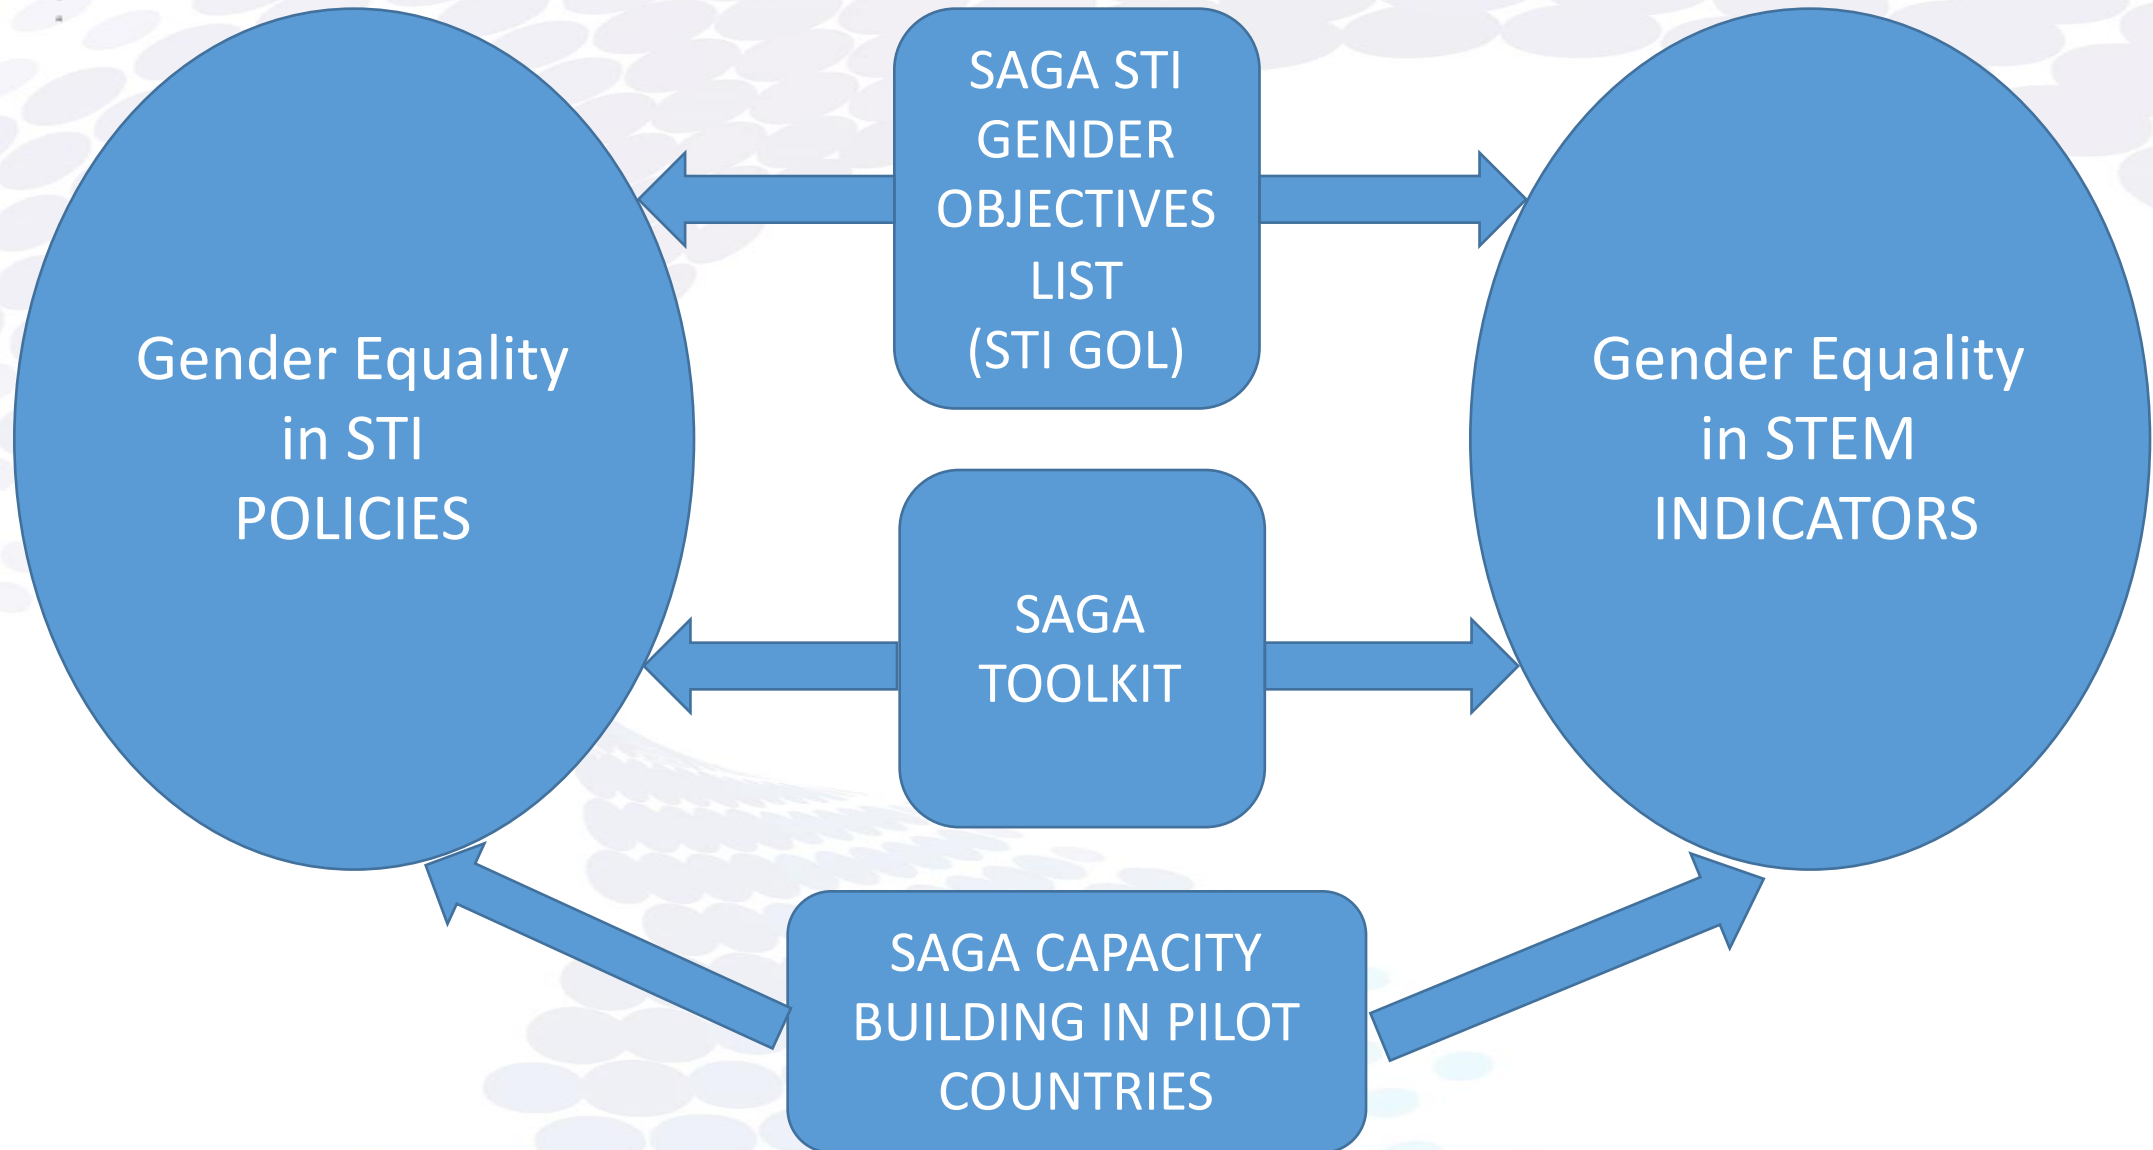 Gender Equality
in STI
POLICIES
SAGA STI
GENDER
OBJECTIVES
LIST
(STI GOL)
SAGA
TOOLKIT
SAGA CAPACITY
BUILDING IN PILOT
COUNTRIES
Gender Equality
in STEM
INDICATORS